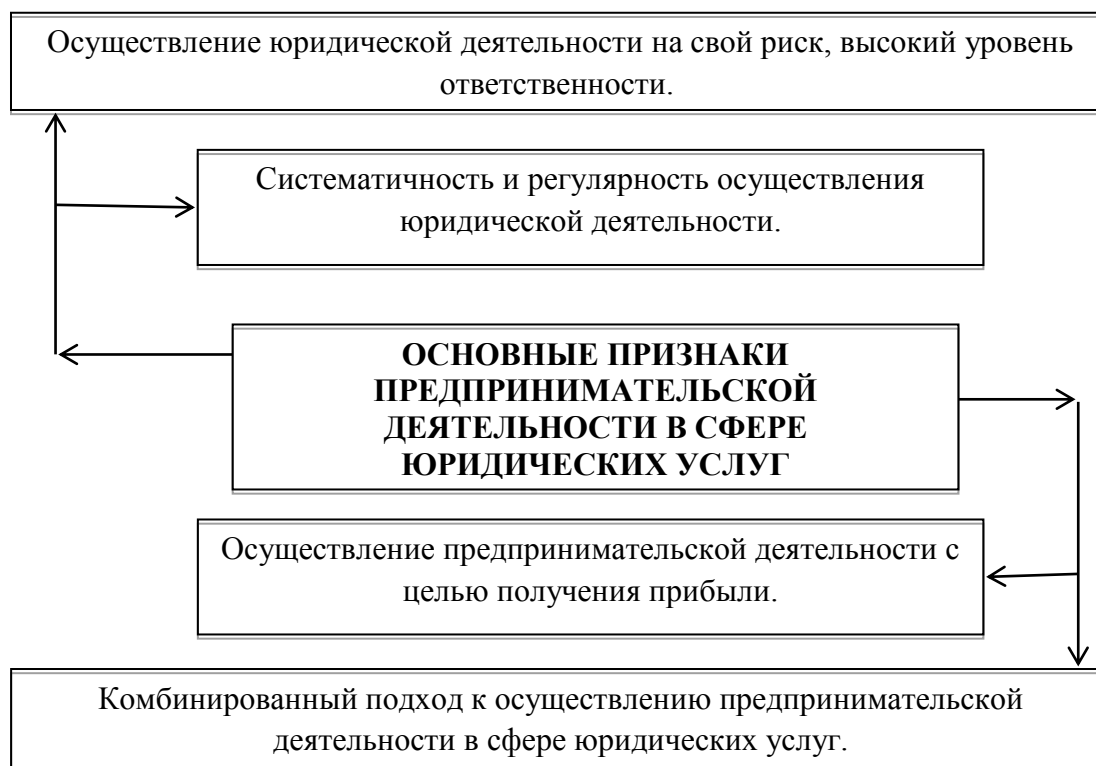 Осуществление юридической деятельности на свой риск, высокий уровень
ответственности.
Систематичность и регулярность осуществления
юридической деятельности.
ОСНОВНЫЕ ПРИЗНАКИ
ПРЕДПРИНИМАТЕЛЬСКОЙ
ДЕЯТЕЛЬНОСТИ В СФЕРЕ
ЮРИДИЧЕСКИХ УСЛУГ
Осуществление предпринимательской деятельности с
целью получения прибыли.
Комбинированный подход к осуществлению предпринимательской
деятельности в сфере юридических услуг.